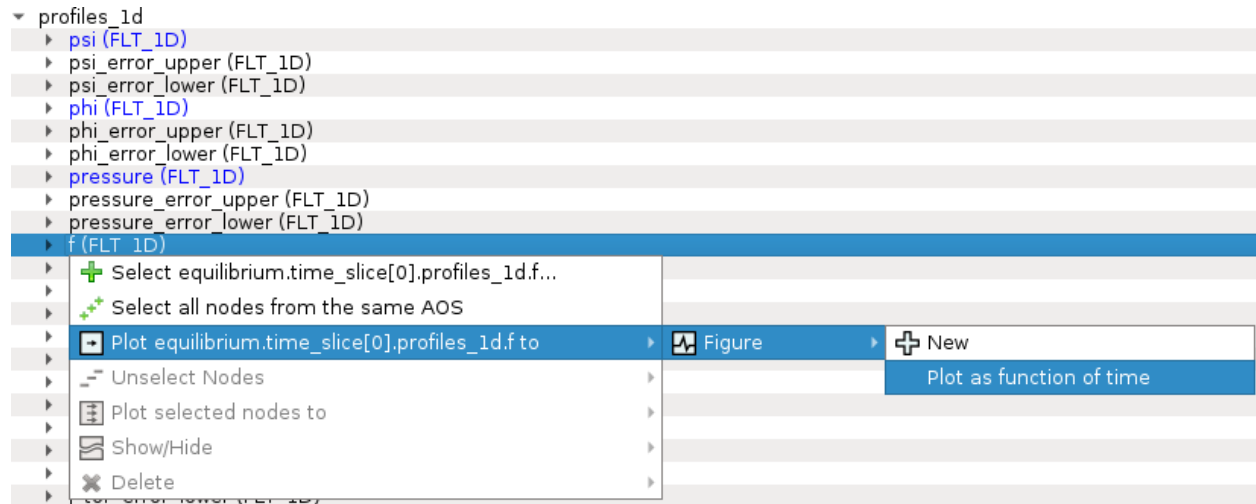 profiles_1d
psi (FLT_1D)
psi_error_upper (FLT_1D)
psi_error_lower (FLT_1D)
phi (FLT_1D)
phi_error_upper (FLT_1D)
phi_error_lower (FLT_1D)
pressure (FLT_1D)
pressure_error_upper (FLT_1D)
pressure_error_lower (FLT_1D)
f (FLT_1D)
Select equilibrium.time_slice[0].profiles_1d.f...
Select all nodes from the same AOS
Plot equilibrium.time_slice[0].profiles_1d.f to Figure New
Unselect Nodes Plot as function of time
Plot selected nodes to
Show/Hide
Delete